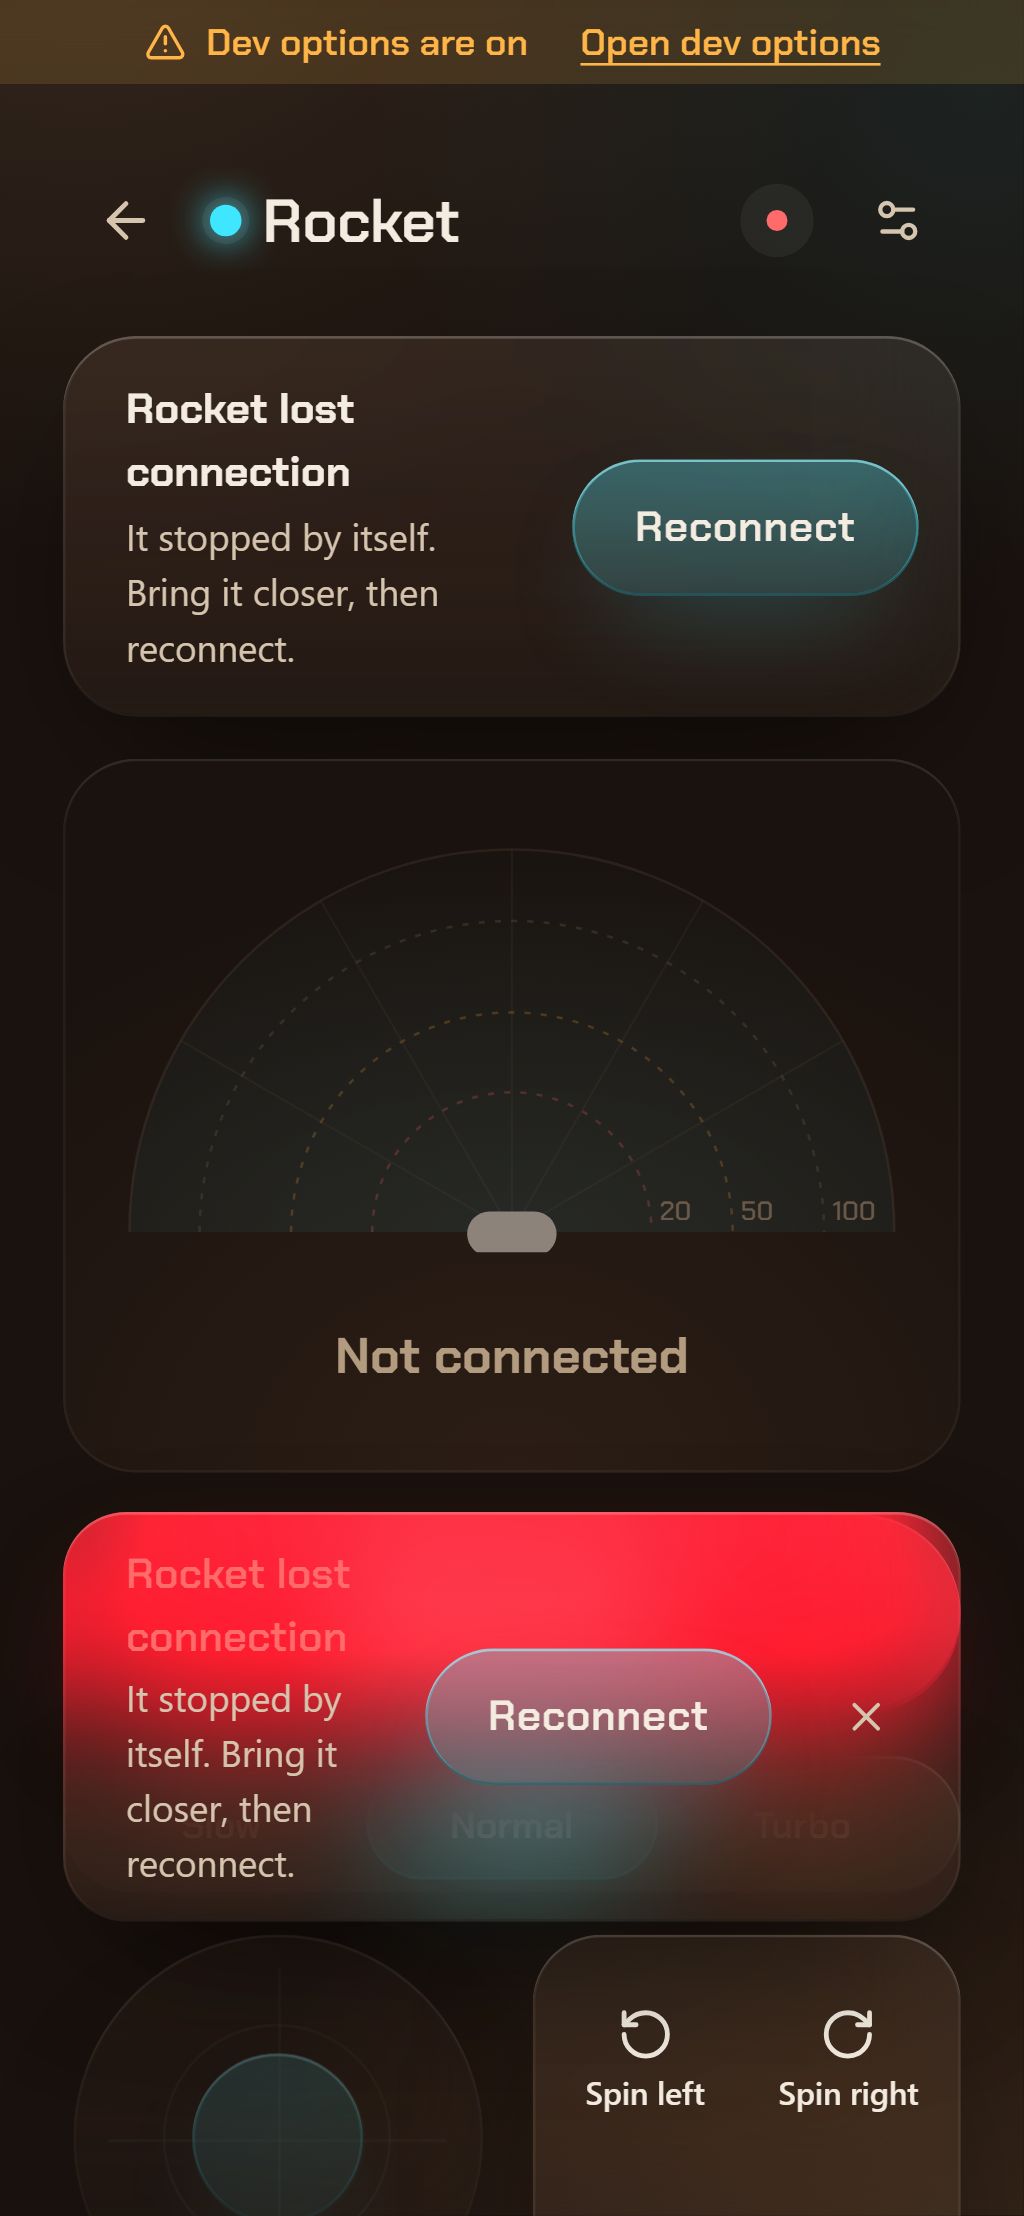 Dev options are on Open dev options
Rocket
Rocket lost
connection
It stopped by itself.
Bring it closer, then
reconnect.
Reconnect
20 50 100
Not connected
Rocket lost
connection
It stopped by
itself. Bring it
closer, then
reconnect.
Reconnect
Slow Normal Turbo
Spin left Spin right